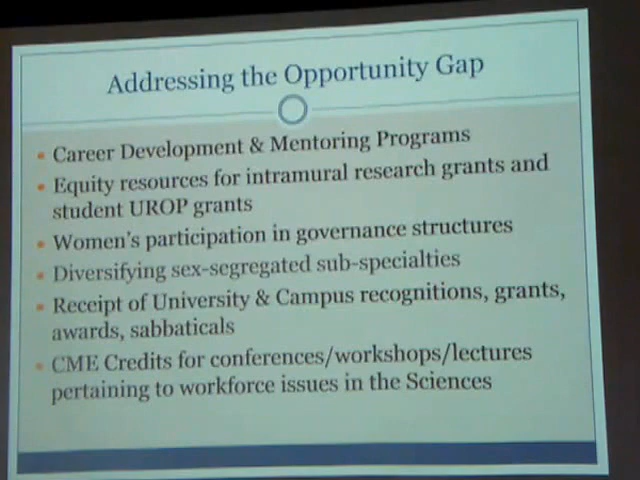 Addressing the Opportunity Gap
• Career Development & Mentoring Programs
• Equity resources for intramural research grants and
student UROP grants
• Women's participation in governance structures
• Diversifying sex-segregated sub-specialties
• Receipt of University & Campus recognitions, grants,
awards, sabbaticals
• CME Credits for conferences/workshops/lectures
pertaining to workforce issues in the Sciences